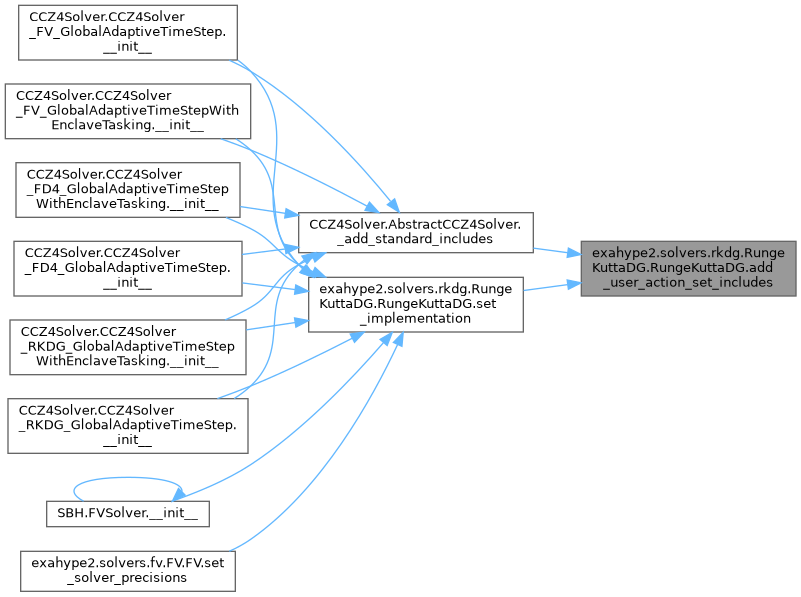 CCZ4Solver.CCZ4Solver
_FV_GlobalAdaptiveTimeStep.
__init__
CCZ4Solver.CCZ4Solver
_FV_GlobalAdaptiveTimeStepWith
EnclaveTasking.__init__
CCZ4Solver.CCZ4Solver
_FD4_GlobalAdaptiveTimeStep
WithEnclaveTasking.__init__
CCZ4Solver.CCZ4Solver
_FD4_GlobalAdaptiveTimeStep.
__init__
CCZ4Solver.CCZ4Solver
_RKDG_GlobalAdaptiveTimeStep
WithEnclaveTasking.__init__
CCZ4Solver.CCZ4Solver
_RKDG_GlobalAdaptiveTimeStep.
__init__
SBH.FVSolver.__init__
exahype2.solvers.fv.FV.FV.set
_solver_precisions
CCZ4Solver.AbstractCCZ4Solver.
_add_standard_includes
exahype2.solvers.rkdg.Runge
KuttaDG.RungeKuttaDG.set
_implementation
exahype2.solvers.rkdg.Runge
KuttaDG.RungeKuttaDG.add
_user_action_set_includes